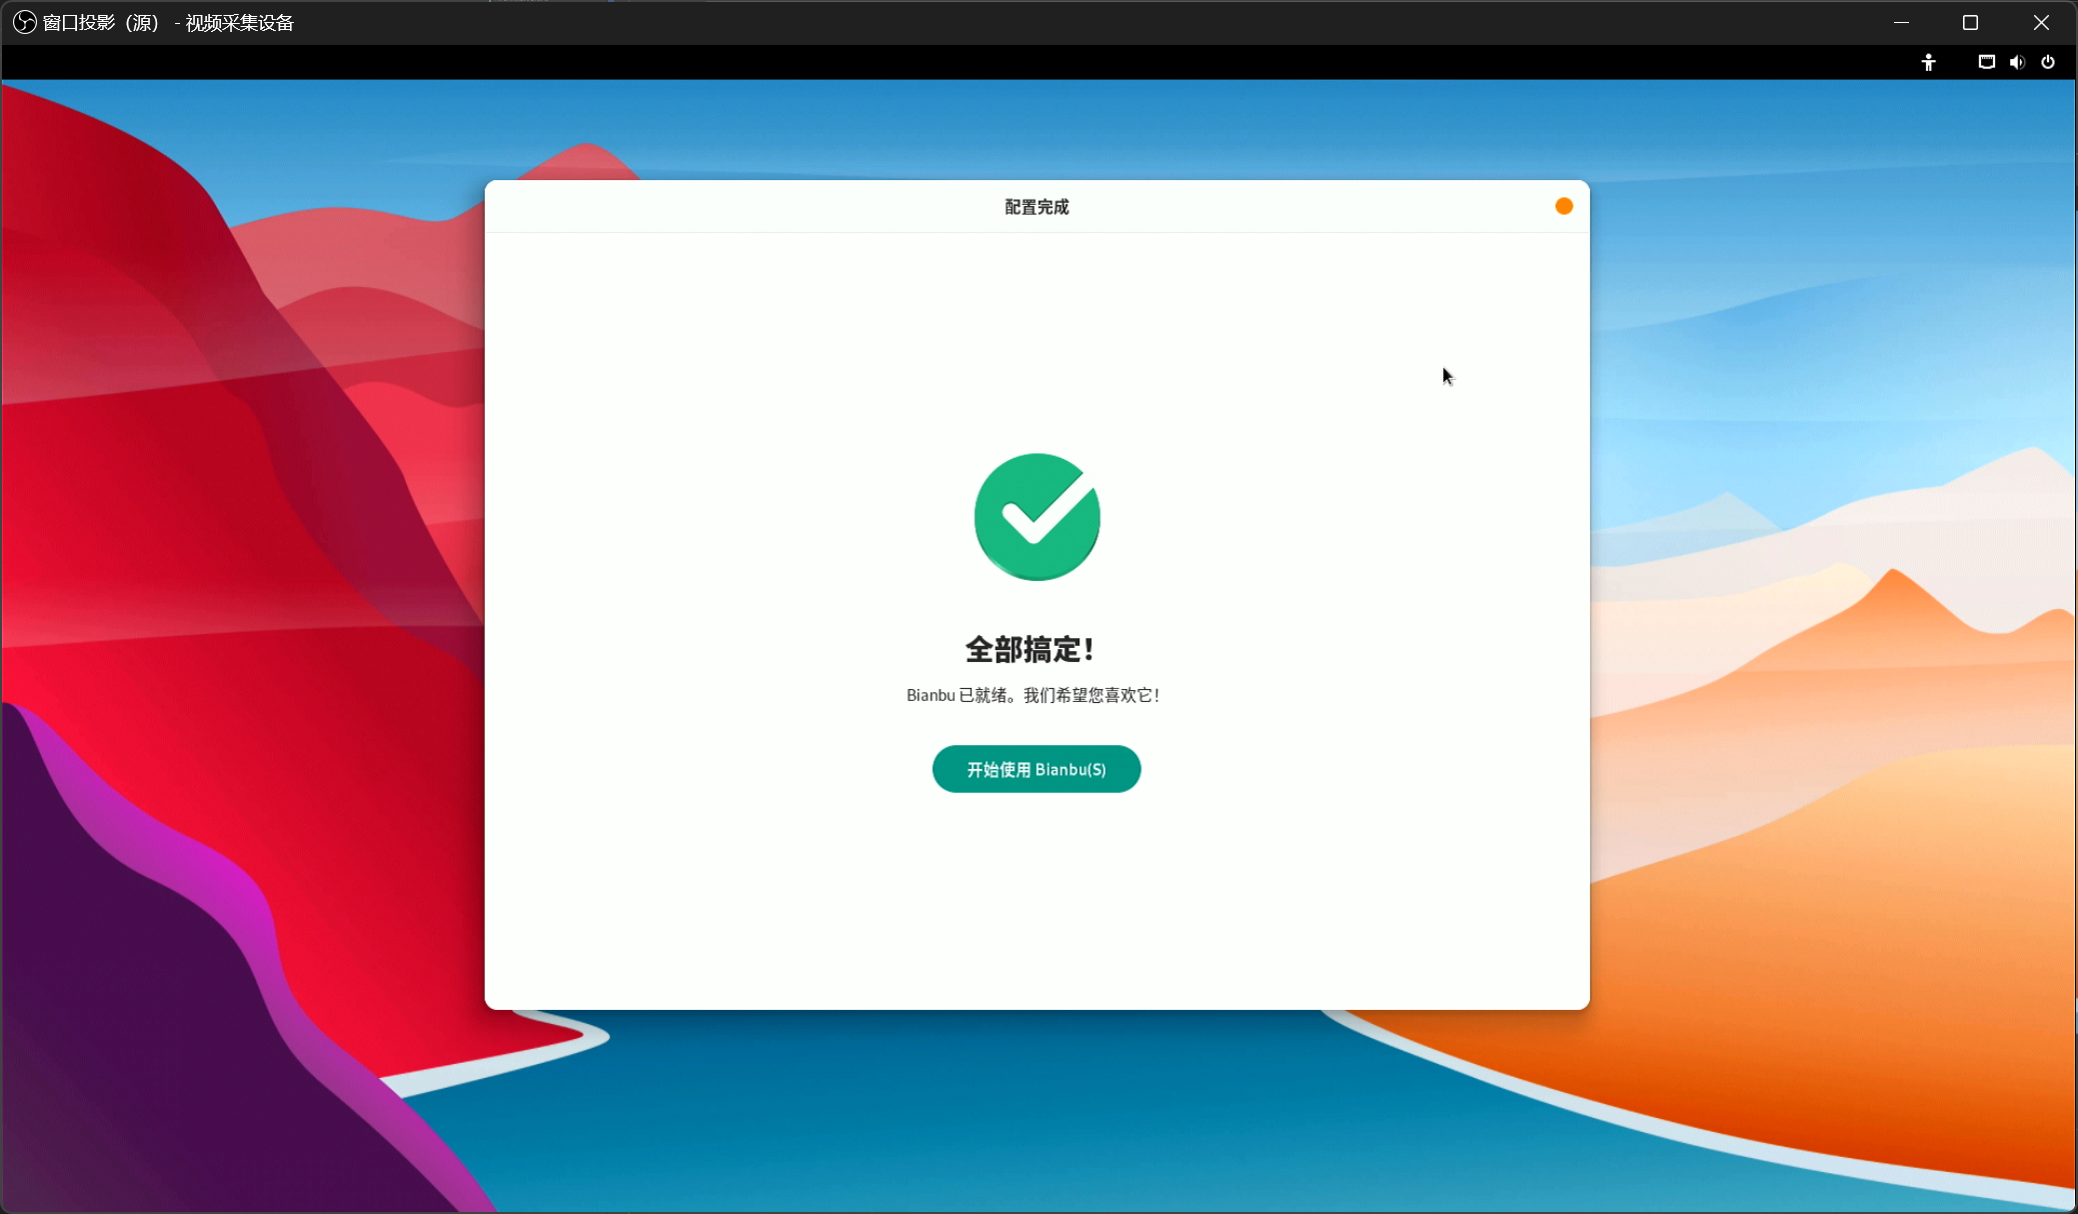 窗口投影（源） - 视频采集设备
配置完成
全部搞定！
Bianbu 已就绪。我们希望您喜欢它！
开始使用 Bianbu(S)